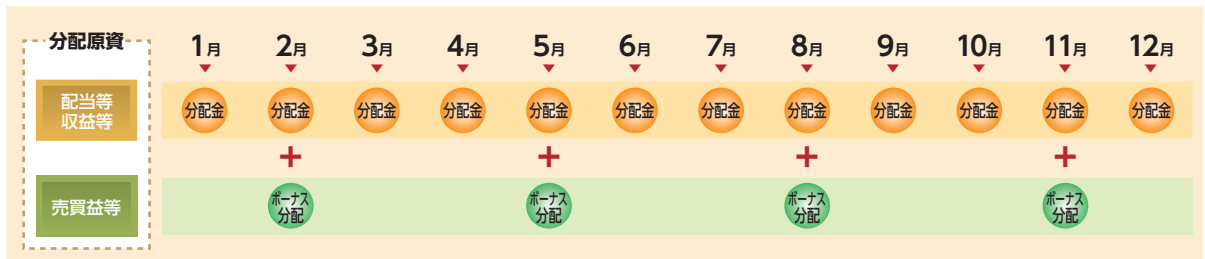 分配原資
1月 2月 3月 4月 5月 6月 7月 8月 9月 10月 11月 12月
配当等
収益等
分配金 分配金 分配金 分配金 分配金 分配金 分配金 分配金 分配金 分配金 分配金 分配金
+ + + +
売買益等
ボーナス
分配
ボーナス
分配
ボーナス
分配
ボーナス
分配